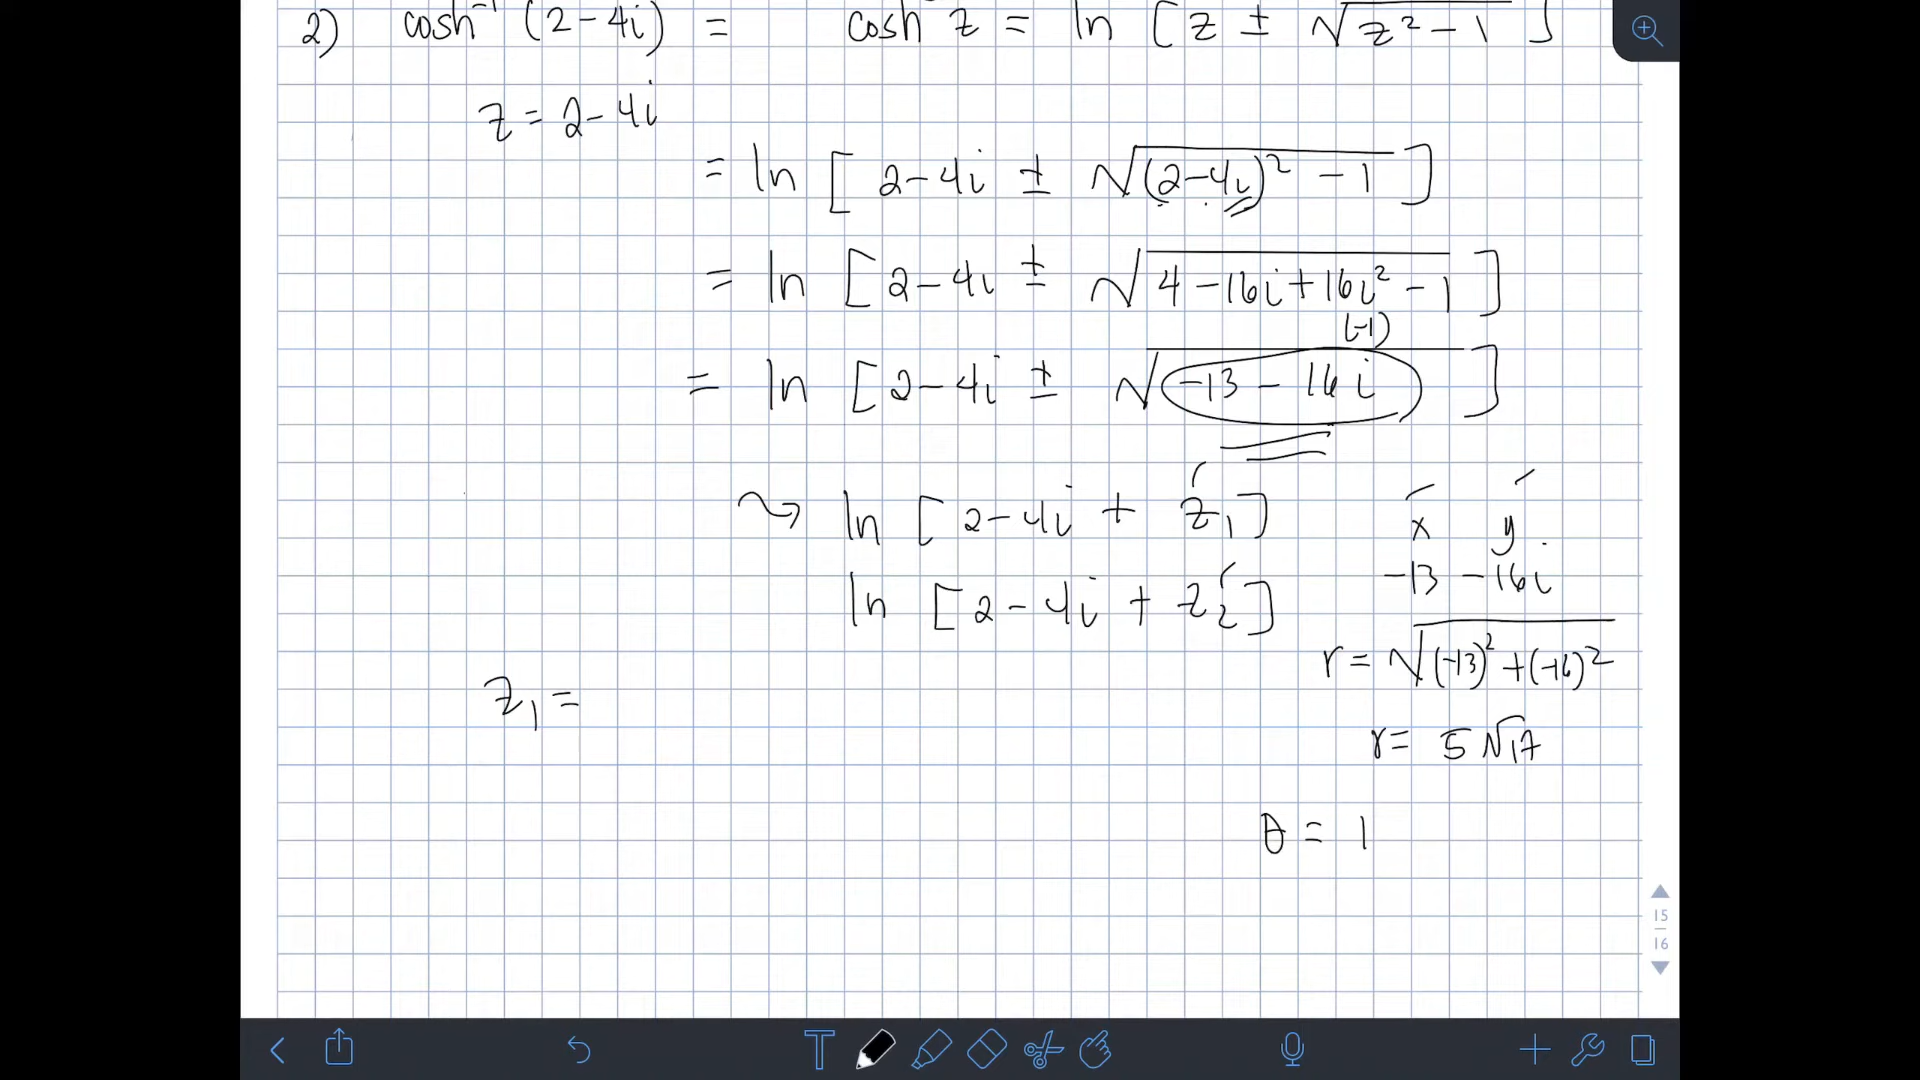 2) cosh⁻¹ (2-4i) = cosh⁻ z = ln [z ± √z²-1]
z = 2-4i
= ln [2-4i ± √(2-4i)² - 1]
= ln [2-4i ± √4-16i+16i²-1]
(-1)
= ln [2-4i ± √-13-16i]
ln [2-4i + z₁]
x y
ln [2-4i + z₂]
-13 -16i
r = √(-13)²+(-16)²
z₁ =
r = 5√17
θ = 1
15
16
T